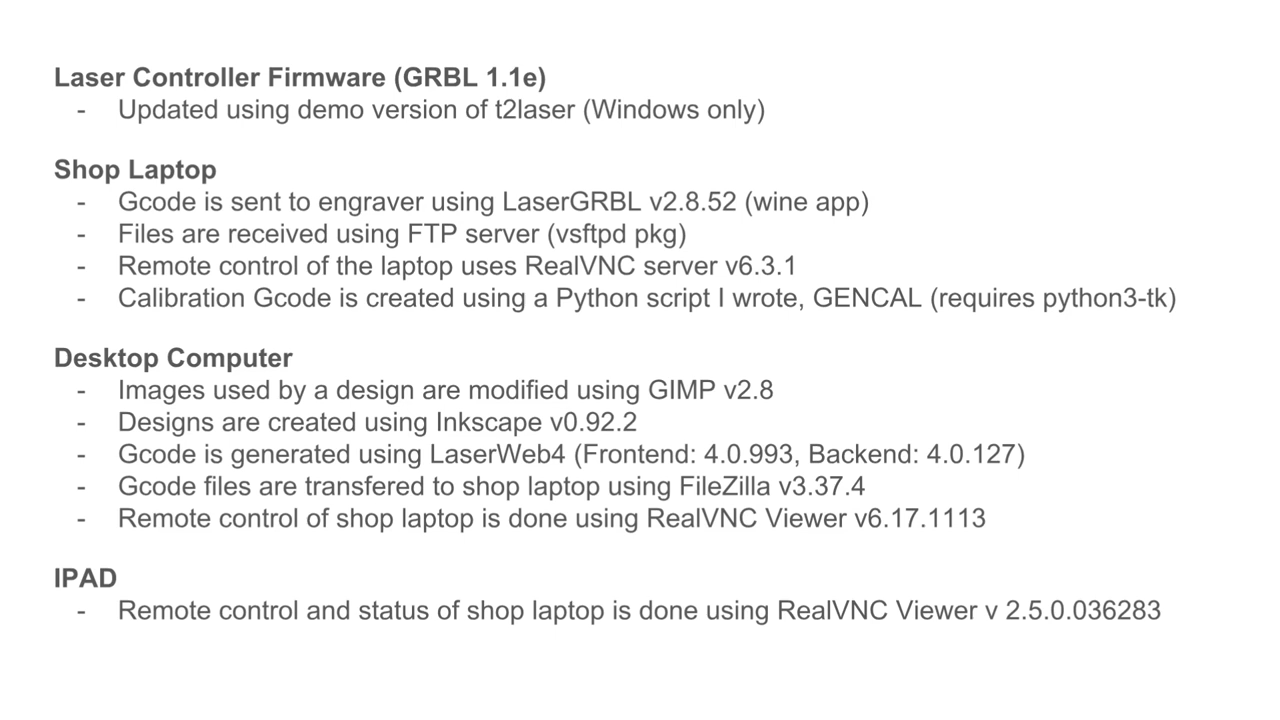 Laser Controller Firmware (GRBL 1.1e)
- Updated using demo version of t2laser (Windows only)
Shop Laptop
- Gcode is sent to engraver using LaserGRBL v2.8.52 (wine app)
- Files are received using FTP server (vsftpd pkg)
- Remote control of the laptop uses RealVNC server v6.3.1
- Calibration Gcode is created using a Python script I wrote, GENCAL (requires python3-tk)
Desktop Computer
- Images used by a design are modified using GIMP v2.8
- Designs are created using Inkscape v0.92.2
- Gcode is generated using LaserWeb4 (Frontend: 4.0.993, Backend: 4.0.127)
- Gcode files are transfered to shop laptop using FileZilla v3.37.4
- Remote control of shop laptop is done using RealVNC Viewer v6.17.1113
IPAD
- Remote control and status of shop laptop is done using RealVNC Viewer v 2.5.0.036283